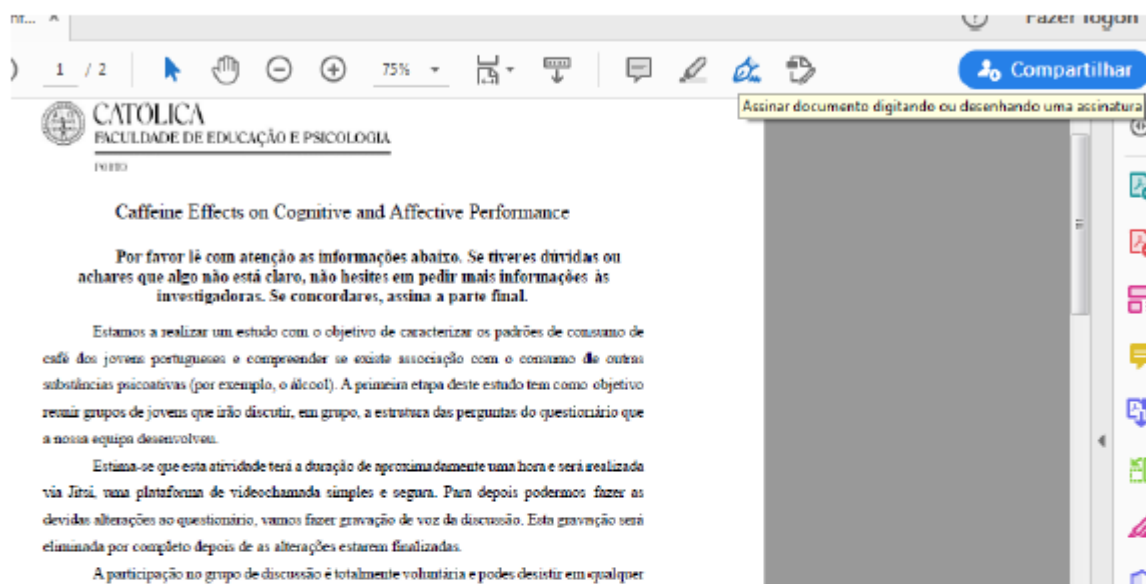 Fazer logon
1 / 2
75%
Compartilhar
Assinar documento digitando ou desenhando uma assinatura
CATÓLICA
FACULDADE DE EDUCAÇÃO E PSICOLOGIA
PORTO
Caffeine Effects on Cognitive and Affective Performance
Por favor lê com atenção as informações abaixo. Se tiveres dúvidas ou
achares que algo não está claro, não hesites em pedir mais informações às
investigadoras. Se concordares, assina a parte final.
Estamos a realizar um estudo com o objetivo de caracterizar os padrões de consumo de
café dos jovens portugueses e compreender se existe associação com o consumo de outras
substâncias psicoativas (por exemplo, o álcool). A primeira etapa deste estudo tem como objetivo
reunir grupos de jovens que irão discutir, em grupo, a estrutura das perguntas do questionário que
a nossa equipa desenvolveu.
Estima-se que esta atividade terá a duração de aproximadamente uma hora e será realizada
via Jitsi, uma plataforma de videochamada simples e segura. Para depois podermos fazer as
devidas alterações ao questionário, vamos fazer gravação de voz da discussão. Esta gravação será
eliminada por completo depois de as alterações estarem finalizadas.
A participação no grupo de discussão é totalmente voluntária e podes desistir em qualquer